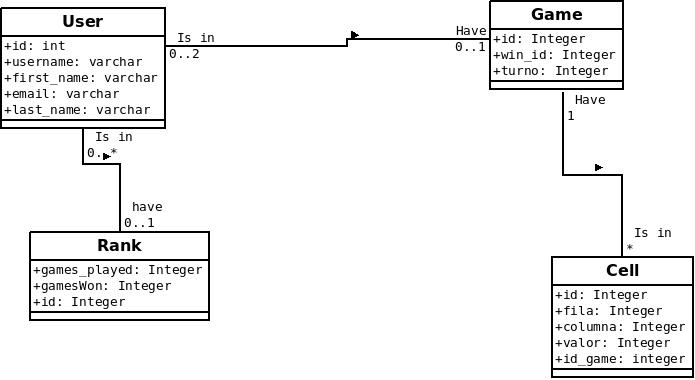 User
+id: int
+username: varchar
+first_name: varchar
+email: varchar
+last_name: varchar
Is in
0..2
Have
0..1
Game
+id: Integer
+win_id: Integer
+turno: Integer
Is in
0..*
have
0..1
Rank
+games_played: Integer
+gamesWon: Integer
+id: Integer
Have
1
Is in
*
Cell
+id: Integer
+fila: Integer
+columna: Integer
+valor: Integer
+id_game: integer